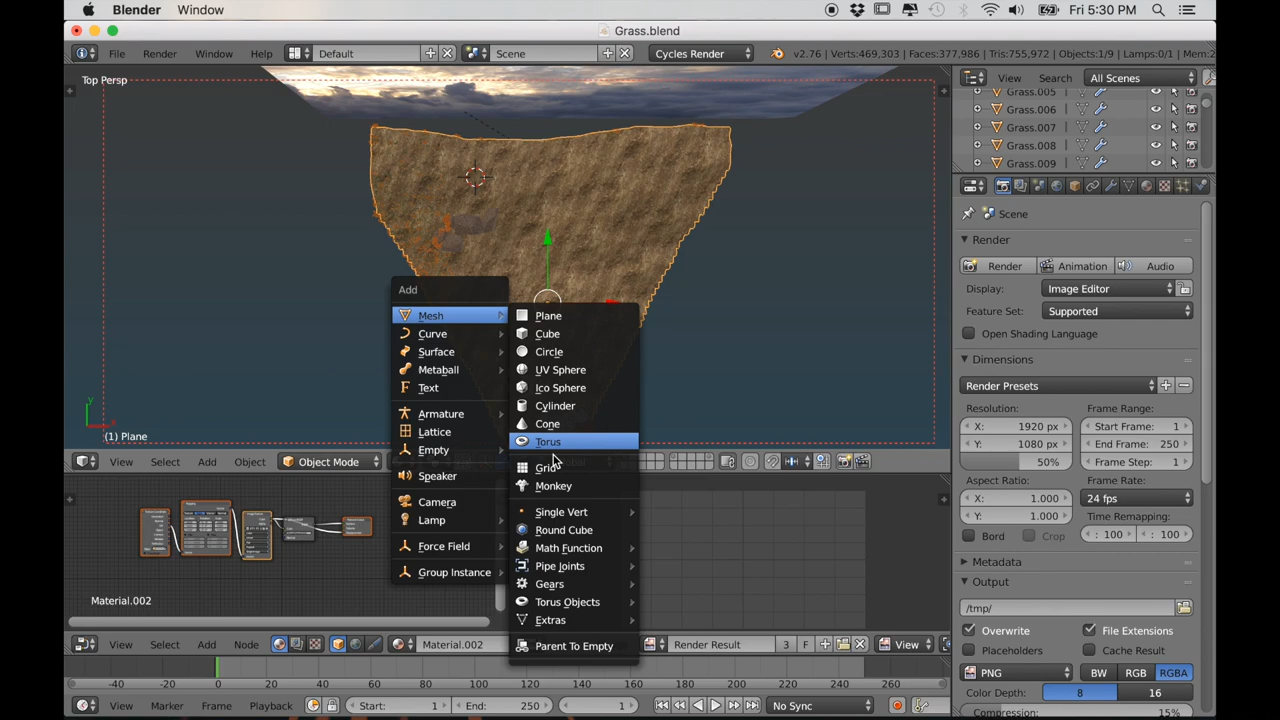 Blender Window Fri 5:30 PM
Grass.blend
File Render Window Help Default Scene Cycles Render v2.76 | Verts:469,303 | Faces:377,986 | Tris:755,972 | Objects:1/9 | Lamps:0/1 | Mem:2
Top Persp
View Search All Scenes
Grass.005
Grass.006
Grass.007
Grass.008
Grass.009
Scene
Render
Render Animation Audio
Display: Image Editor
Feature Set: Supported
Open Shading Language
Dimensions
Render Presets
Resolution: Frame Range:
X: 1920 px Start Frame: 1
Y: 1080 px End Frame: 250
50% Frame Step: 1
Aspect Ratio: Frame Rate:
X: 1.000 24 fps
Y: 1.000 Time Remapping:
Bord Crop : 100 : 100
Metadata
Output
/tmp/
Overwrite File Extensions
Placeholders Cache Result
PNG BW RGB RGBA
Color Depth: 8 16
Compression: 15%
Add
Mesh
Curve
Surface
Metaball
Text
Armature
Lattice
Empty
Speaker
Camera
Lamp
Force Field
Group Instance
Plane
Cube
Circle
UV Sphere
Ico Sphere
Cylinder
Cone
Torus
Grid
Monkey
Single Vert
Round Cube
Math Function
Pipe Joints
Gears
Torus Objects
Extras
Parent To Empty
y
x
(1) Plane
View Select Add Object Object Mode
Material.002
View Select Add Node Material.002 Render Result 3 F View
-40 -20 0 20 40 60 80 100 120 140 160 180 200 220 240 260
View Marker Frame Playback Start: 1 End: 250 1 No Sync